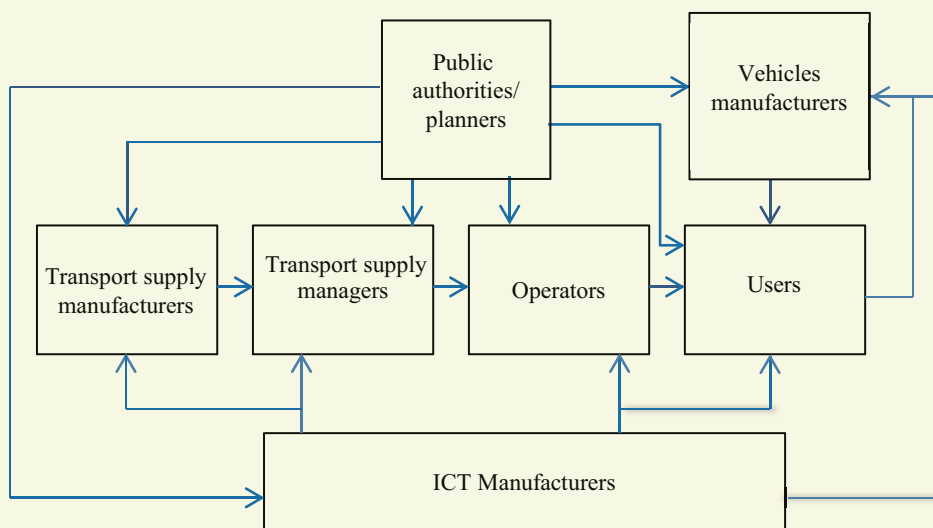 Public
authorities/
planners
Vehicles
manufacturers
Transport supply
manufacturers
Transport supply
managers
Operators
Users
ICT Manufacturers